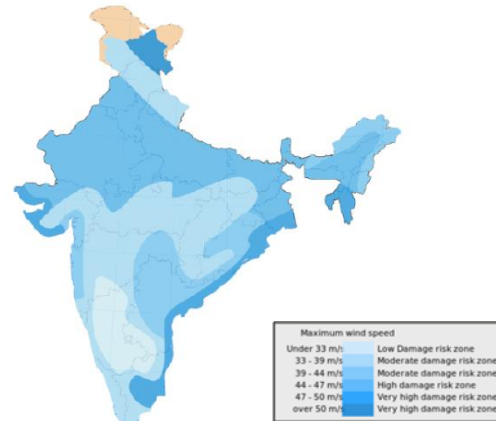 Maximum wind speed
Under 33 m/s Low Damage risk zone
33 - 39 m/s Moderate damage risk zone
39 - 44 m/s Moderate damage risk zone
44 - 47 m/s High damage risk zone
47 - 50 m/s Very high damage risk zone
over 50 m/s Very high damage risk zone